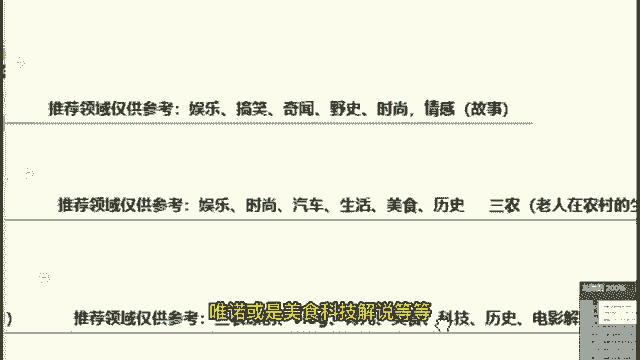 推荐领域仅供参考：娱乐、搞笑、奇闻、野史、时尚，情感（故事）
推荐领域仅供参考：娱乐、时尚、汽车、生活、美食、历史 三农（老人在农村的生
） 推荐领域仅供参考： 科技、历史、电影解
唯诺或是美食科技解说等等
200%